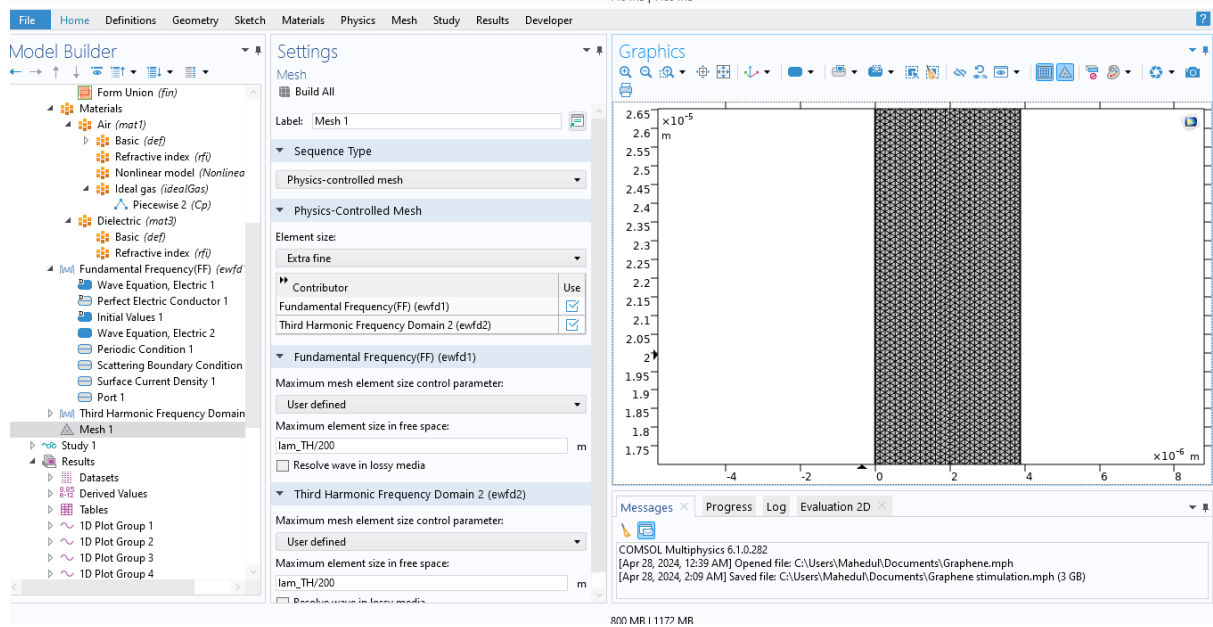 File Home Definitions Geometry Sketch Materials Physics Mesh Study Results Developer ?
Model Builder
Form Union (fin)
Materials
Air (mat1)
Basic (def)
Refractive index (rfi)
Nonlinear model (Nonlinea
Ideal gas (idealGas)
Piecewise 2 (Cp)
Dielectric (mat3)
Basic (def)
Refractive index (rfi)
Fundamental Frequency(FF) (ewfd
Wave Equation, Electric 1
Perfect Electric Conductor 1
Initial Values 1
Wave Equation, Electric 2
Periodic Condition 1
Scattering Boundary Condition
Surface Current Density 1
Port 1
Third Harmonic Frequency Domain
Mesh 1
Study 1
Results
Datasets
8.85
e-12
Derived Values
Tables
1D Plot Group 1
1D Plot Group 2
1D Plot Group 3
1D Plot Group 4
Settings
Mesh
Build All
Label: Mesh 1
Sequence Type
Physics-controlled mesh
Physics-Controlled Mesh
Element size:
Extra fine
Contributor Use
Fundamental Frequency(FF) (ewfd1)
Third Harmonic Frequency Domain 2 (ewfd2)
Fundamental Frequency(FF) (ewfd1)
Maximum mesh element size control parameter:
User defined
Maximum element size in free space:
lam_TH/200 m
Resolve wave in lossy media
Third Harmonic Frequency Domain 2 (ewfd2)
Maximum mesh element size control parameter:
User defined
Maximum element size in free space:
lam_TH/200 m
Resolve wave in lossy media
Graphics
×10⁻⁵
m
2.65
2.6
2.55
2.5
2.45
2.4
2.35
2.3
2.25
2.2
2.15
2.1
2.05
2
1.95
1.9
1.85
1.8
1.75
×10⁻⁶ m
-4 -2 0 2 4 6 8
Messages Progress Log Evaluation 2D
COMSOL Multiphysics 6.1.0.282
[Apr 28, 2024, 12:39 AM] Opened file: C:\Users\Mahedul\Documents\Graphene.mph
[Apr 28, 2024, 2:09 AM] Saved file: C:\Users\Mahedul\Documents\Graphene stimulation.mph (3 GB)
800 MB | 1172 MB